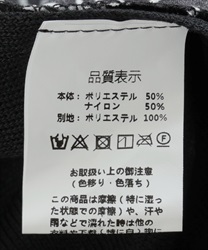 品質表示
本体：ポリエステル 50%
ナイロン 50%
別地：ポリエステル 100%
お取扱い上の御注意
(色移り・色落ち)
この商品は摩擦(特に湿っ
た状態での摩擦)や、汗や
雨などで濡れた時は他の